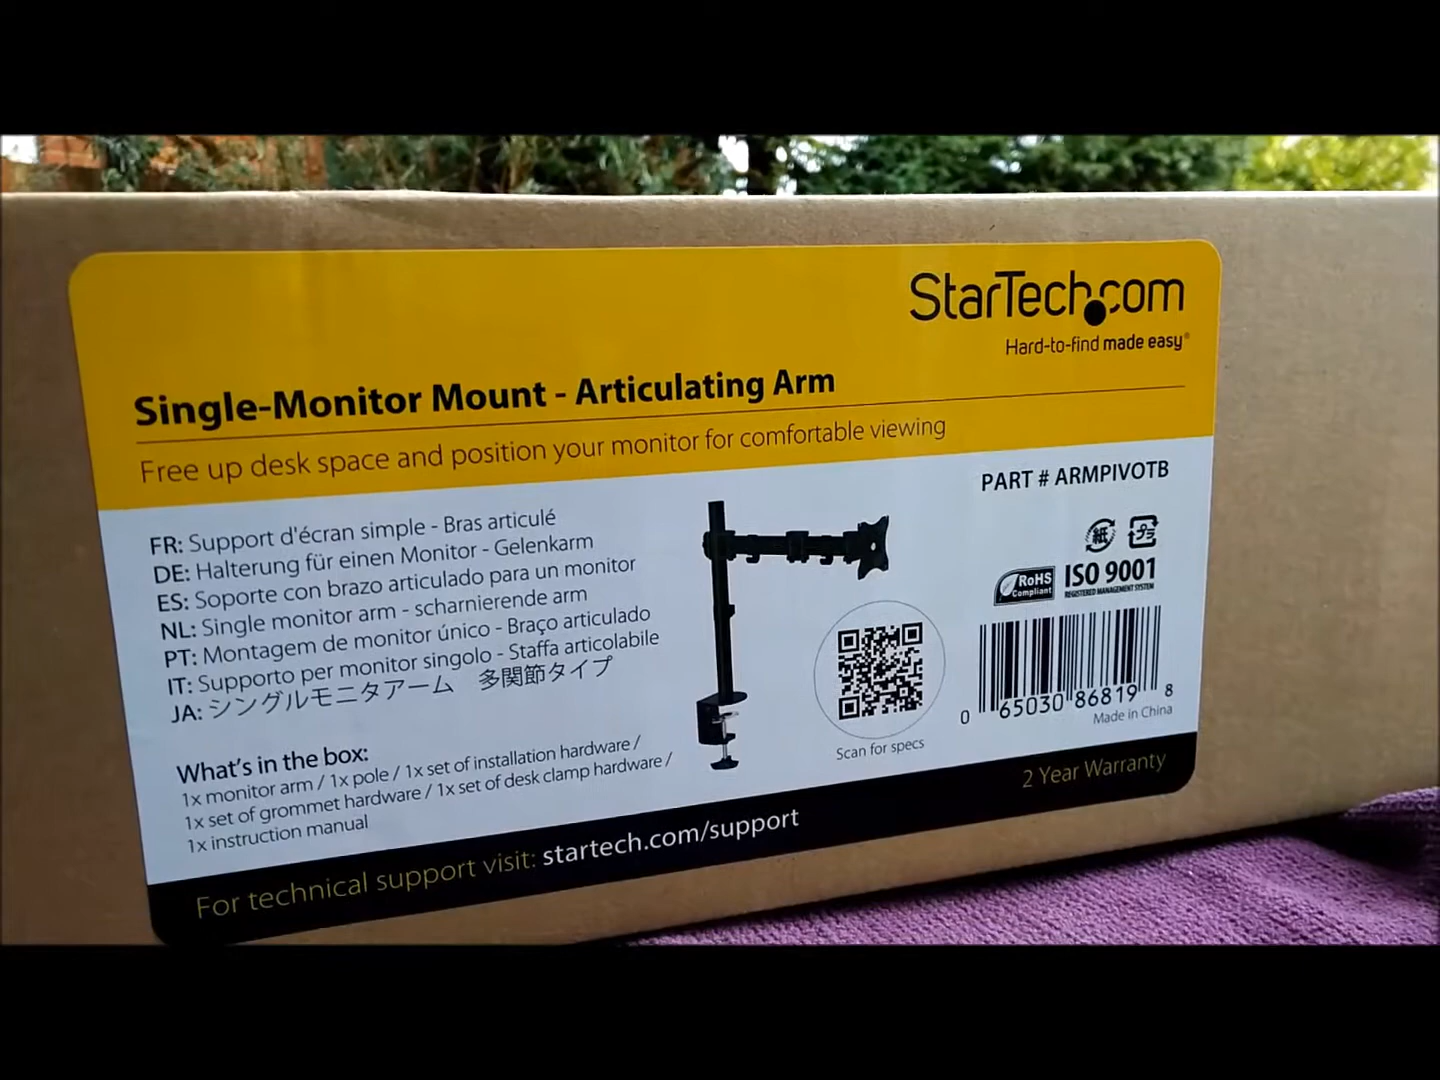 StarTech.com
Hard-to-find made easy®
Single-Monitor Mount - Articulating Arm
Free up desk space and position your monitor for comfortable viewing
PART # ARMPIVOTB
FR: Support d'écran simple - Bras articulé
DE: Halterung für einen Monitor - Gelenkarm
ES: Soporte con brazo articulado para un monitor
NL: Single monitor arm - scharnierende arm
PT: Montagem de monitor único - Braço articulado
IT: Supporto per monitor singolo - Staffa articolabile
JA: シングルモニタアーム 多関節タイプ
紙
プラ
RoHS
Compliant
ISO 9001
REGISTERED MANAGEMENT SYSTEM
0 65030 86819 8
Made in China
Scan for specs
What's in the box:
1x monitor arm / 1x pole / 1x set of installation hardware /
1x set of grommet hardware / 1x set of desk clamp hardware /
1x instruction manual
2 Year Warranty
For technical support visit: startech.com/support